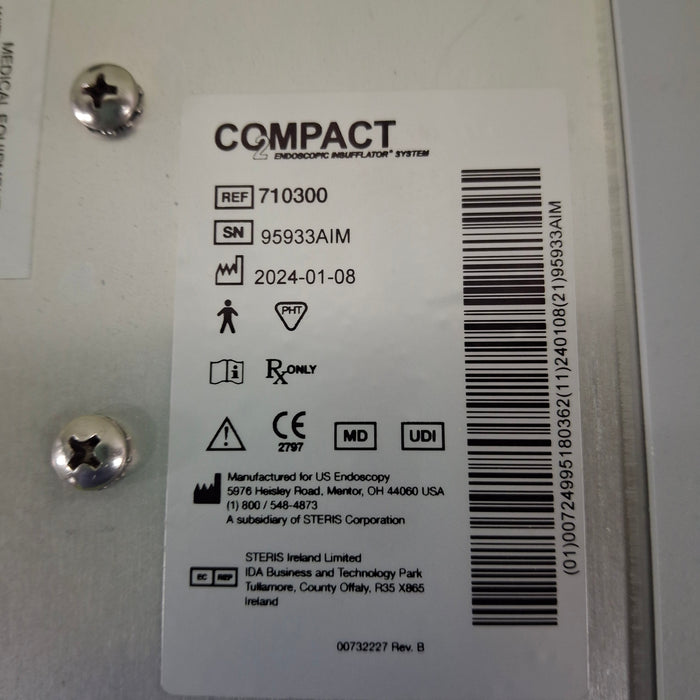 MEDICAL EQUIPMENT
CO2MPACT
ENDOSCOPIC INSUFFLATOR® SYSTEM
REF 710300
SN 95933AIM
2024-01-08
PHT
i Rx ONLY
CE MD UDI
2797
Manufactured for US Endoscopy
5976 Heisley Road, Mentor, OH 44060 USA
(1) 800 / 548-4873
A subsidiary of STERIS Corporation
STERIS Ireland Limited
EC REP IDA Business and Technology Park
Tullamore, County Offaly, R35 X865
Ireland
00732227 Rev. B
(01)00724995180362(11)240108(21)95933AIM